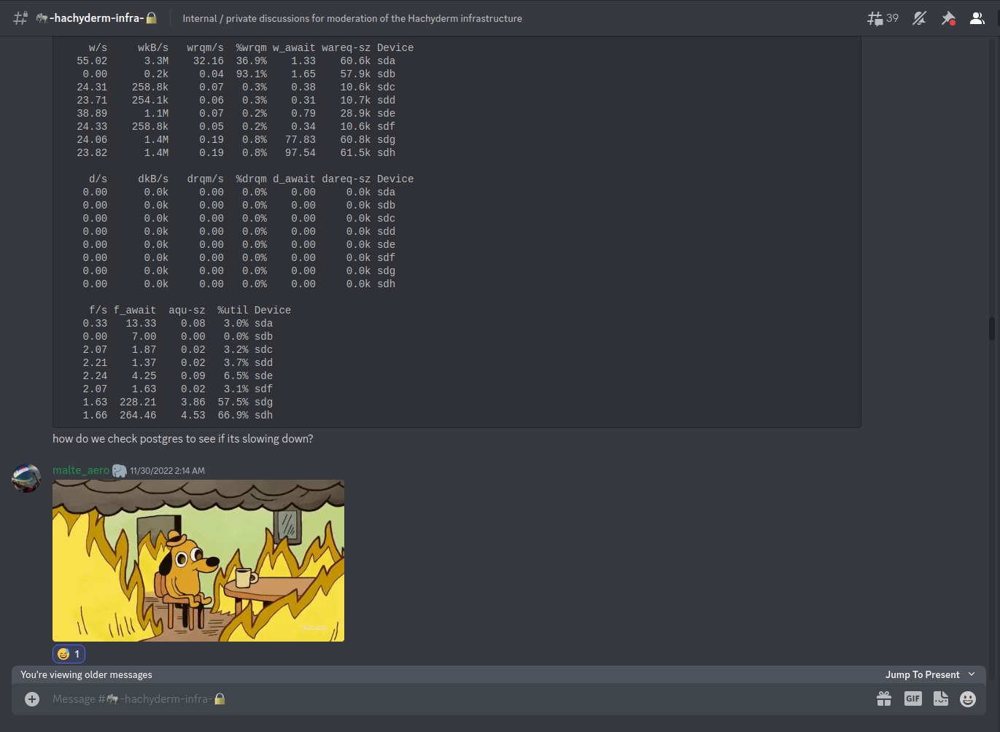 -hachyderm-infra- Internal / private discussions for moderation of the Hachyderm infrastructure 39
w/s wkB/s wrqm/s %wrqm w_await wareq-sz Device
55.02 3.3M 32.16 36.9% 1.33 60.6k sda
0.00 0.2k 0.04 93.1% 1.65 57.9k sdb
24.31 258.8k 0.07 0.3% 0.38 10.6k sdc
23.71 254.1k 0.06 0.3% 0.31 10.7k sdd
38.89 1.1M 0.07 0.2% 0.79 28.9k sde
24.33 258.8k 0.05 0.2% 0.34 10.6k sdf
24.06 1.4M 0.19 0.8% 77.83 60.8k sdg
23.82 1.4M 0.19 0.8% 97.54 61.5k sdh
d/s dkB/s drqm/s %drqm d_await dareq-sz Device
0.00 0.0k 0.00 0.0% 0.00 0.0k sda
0.00 0.0k 0.00 0.0% 0.00 0.0k sdb
0.00 0.0k 0.00 0.0% 0.00 0.0k sdc
0.00 0.0k 0.00 0.0% 0.00 0.0k sdd
0.00 0.0k 0.00 0.0% 0.00 0.0k sde
0.00 0.0k 0.00 0.0% 0.00 0.0k sdf
0.00 0.0k 0.00 0.0% 0.00 0.0k sdg
0.00 0.0k 0.00 0.0% 0.00 0.0k sdh
f/s f_await aqu-sz %util Device
0.33 13.33 0.08 3.0% sda
0.00 7.00 0.00 0.0% sdb
2.07 1.87 0.02 3.2% sdc
2.21 1.37 0.02 3.7% sdd
2.24 4.25 0.09 6.5% sde
2.07 1.63 0.02 3.1% sdf
1.63 228.21 3.86 57.5% sdg
1.66 264.46 4.53 66.9% sdh
how do we check postgres to see if its slowing down?
malte_aero 11/30/2022 2:14 AM
1
You're viewing older messages Jump To Present
Message #-hachyderm-infra- GIF